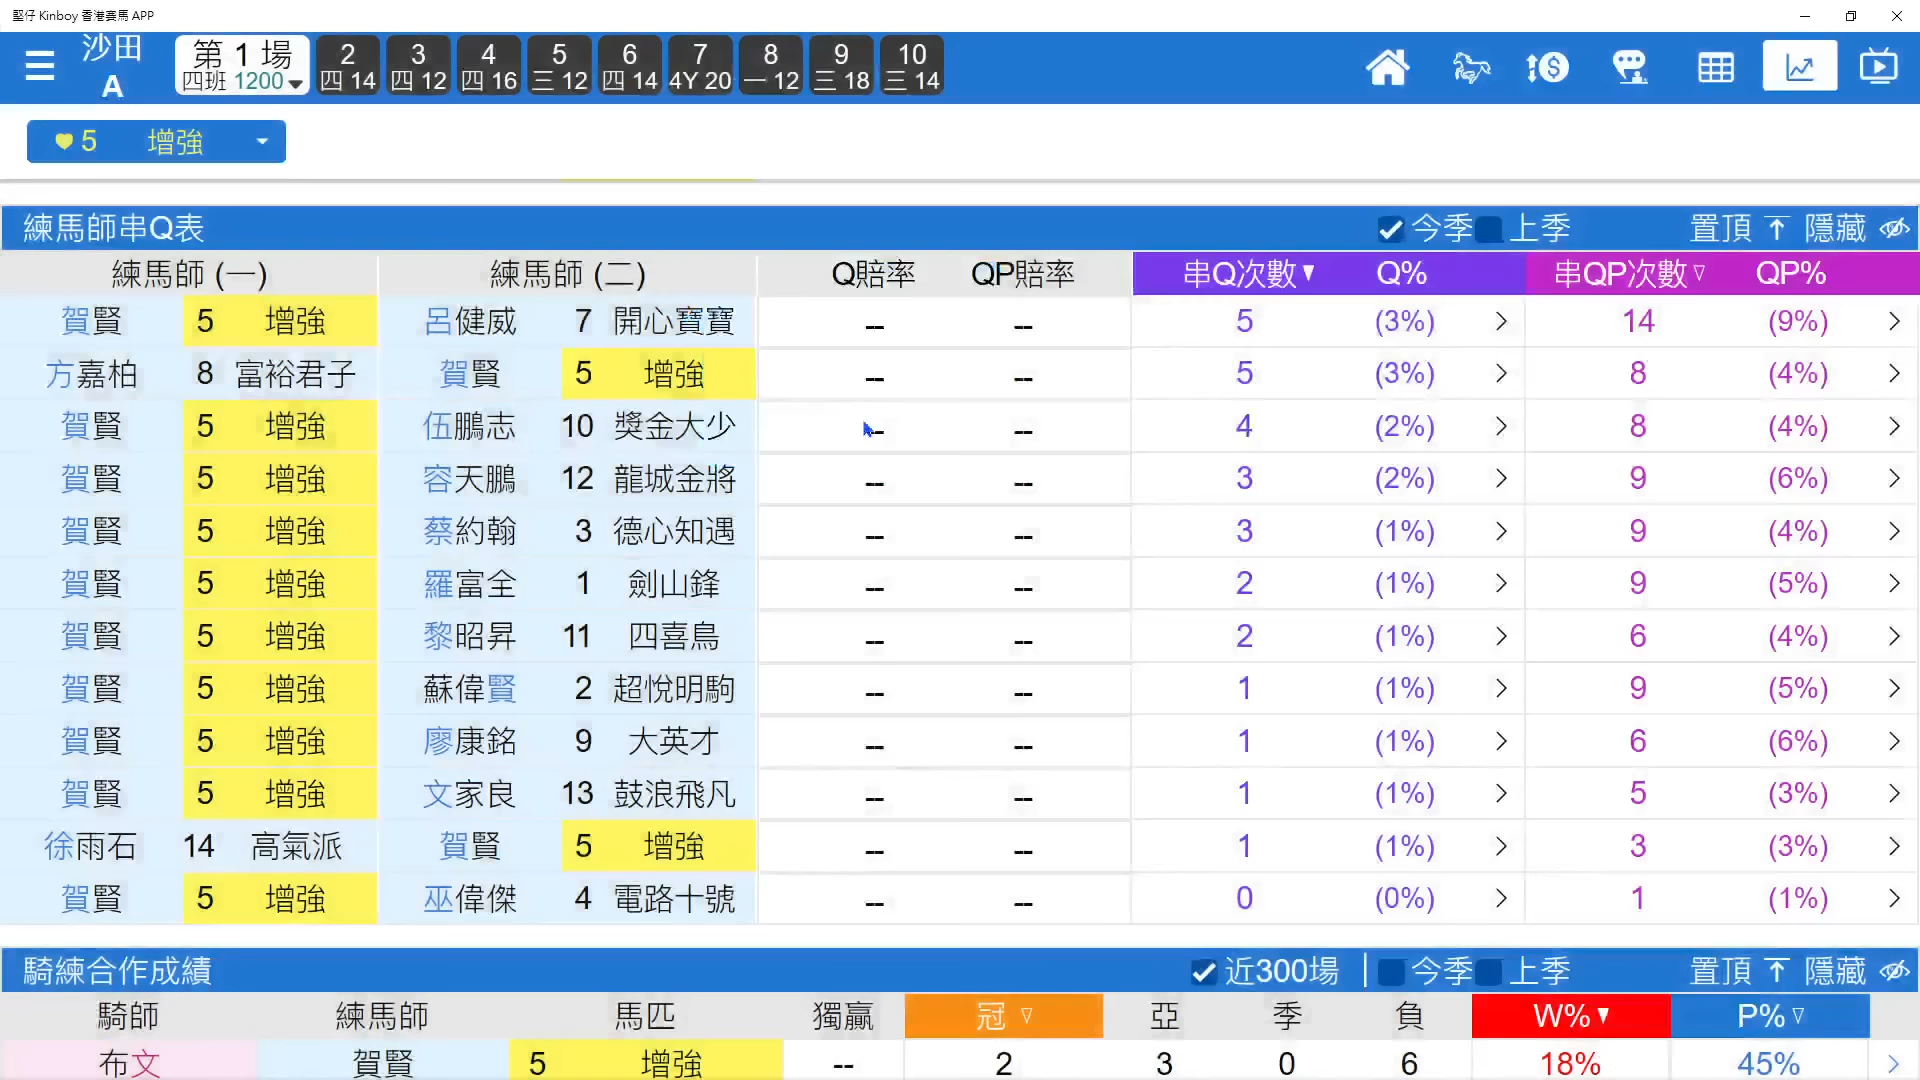 堅仔 Kinboy 香港賽馬 APP
沙田 A
第 1 場 四班 1200
2 四 14
3 四 12
4 四 16
5 三 12
6 四 14
7 4Y 20
8 一 12
9 三 18
10 三 14
5 增強
練馬師串Q表 今季 上季 置頂 隱藏
練馬師 (一) 練馬師 (二) Q賠率 QP賠率 串Q次數▼ Q% 串QP次數▽ QP%
賀賢 5 增強 呂健威 7 開心寶寶 -- -- 5 (3%) > 14 (9%) >
方嘉柏 8 富裕君子 賀賢 5 增強 -- -- 5 (3%) > 8 (4%) >
賀賢 5 增強 伍鵬志 10 獎金大少 -- -- 4 (2%) > 8 (4%) >
賀賢 5 增強 容天鵬 12 龍城金將 -- -- 3 (2%) > 9 (6%) >
賀賢 5 增強 蔡約翰 3 德心知遇 -- -- 3 (1%) > 9 (4%) >
賀賢 5 增強 羅富全 1 劍山鋒 -- -- 2 (1%) > 9 (5%) >
賀賢 5 增強 黎昭昇 11 四喜鳥 -- -- 2 (1%) > 6 (4%) >
賀賢 5 增強 蘇偉賢 2 超悅明駒 -- -- 1 (1%) > 9 (5%) >
賀賢 5 增強 廖康銘 9 大英才 -- -- 1 (1%) > 6 (6%) >
賀賢 5 增強 文家良 13 鼓浪飛凡 -- -- 1 (1%) > 5 (3%) >
徐雨石 14 高氣派 賀賢 5 增強 -- -- 1 (1%) > 3 (3%) >
賀賢 5 增強 巫偉傑 4 電路十號 -- -- 0 (0%) > 1 (1%) >
騎練合作成績 近300場 | 今季 上季 置頂 隱藏
騎師 練馬師 馬匹 獨贏 冠 ▽ 亞 季 負 W%▼ P%▽
布文 賀賢 5 增強 -- 2 3 0 6 18% 45% >